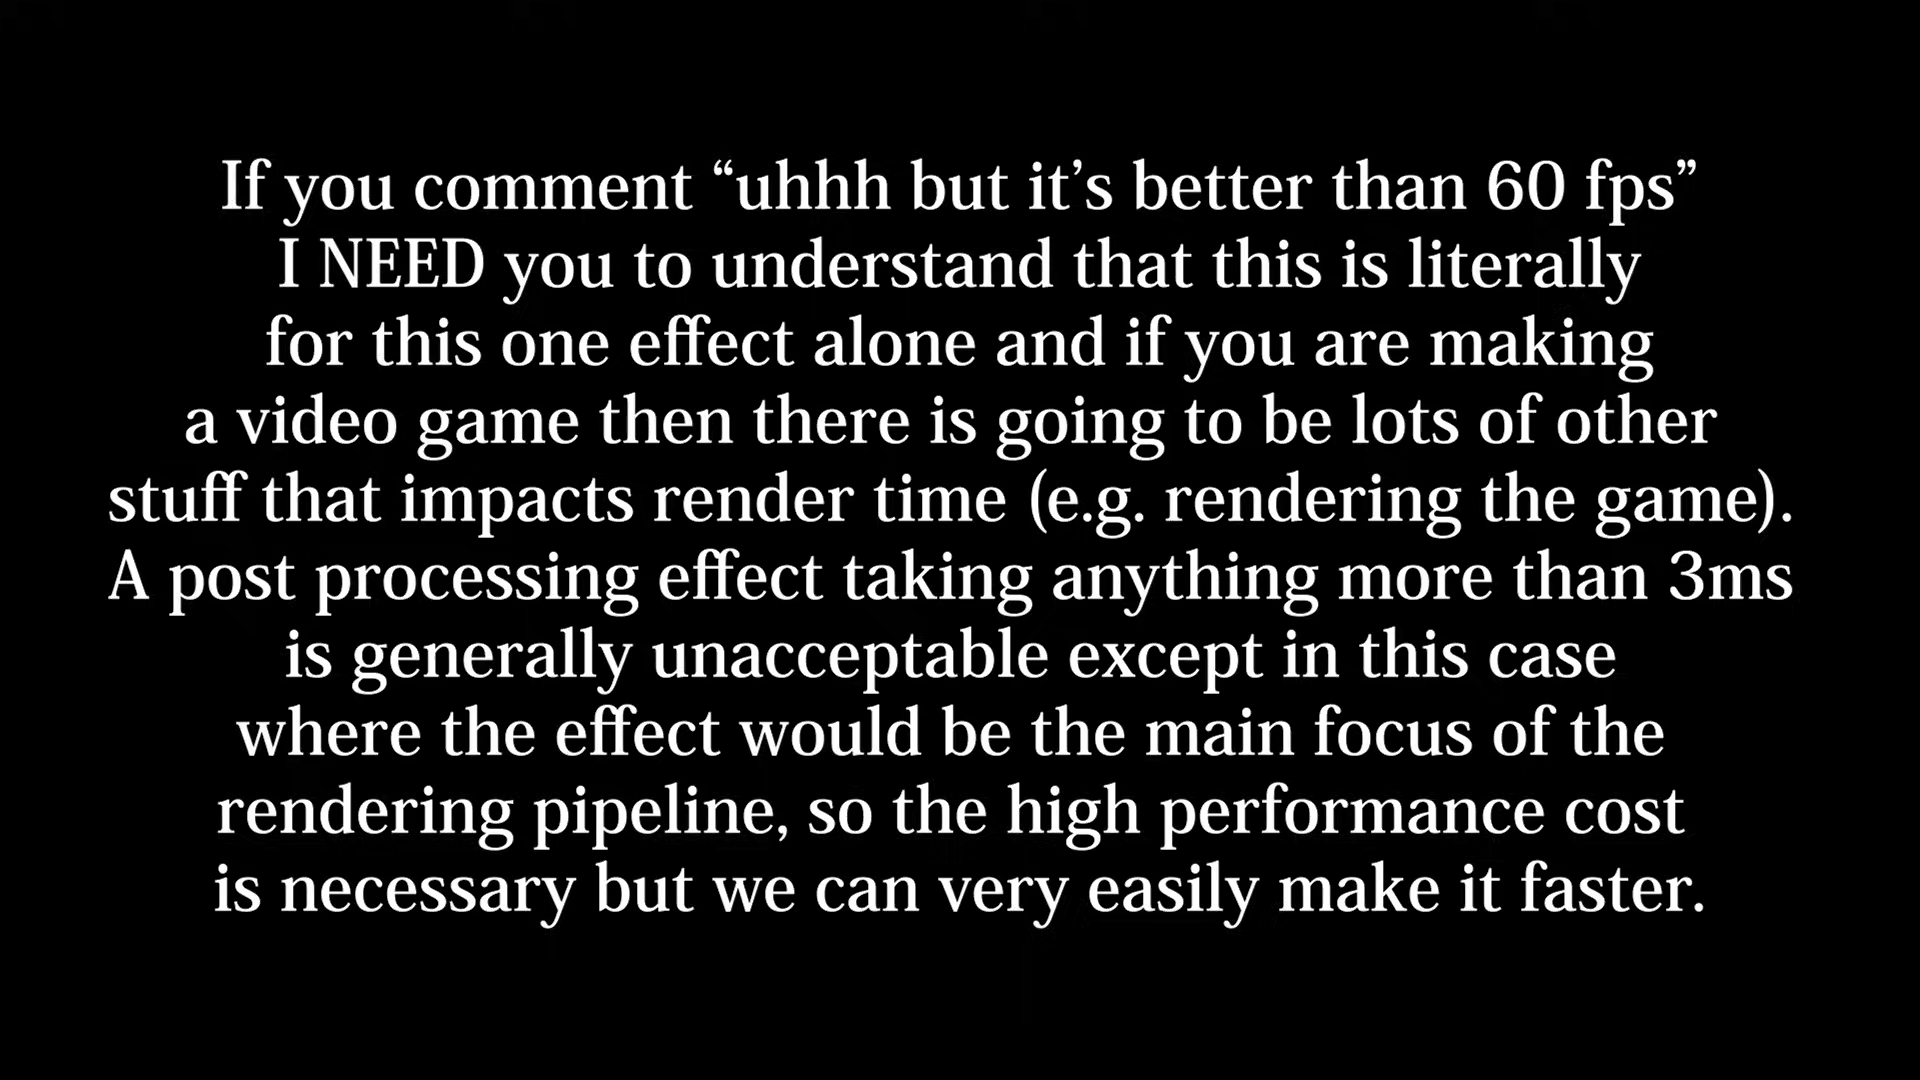 If you comment “uhhh but it’s better than 60 fps”
I NEED you to understand that this is literally
for this one effect alone and if you are making
a video game then there is going to be lots of other
stuff that impacts render time (e.g. rendering the game).
A post processing effect taking anything more than 3ms
is generally unacceptable except in this case
where the effect would be the main focus of the
rendering pipeline, so the high performance cost
is necessary but we can very easily make it faster.